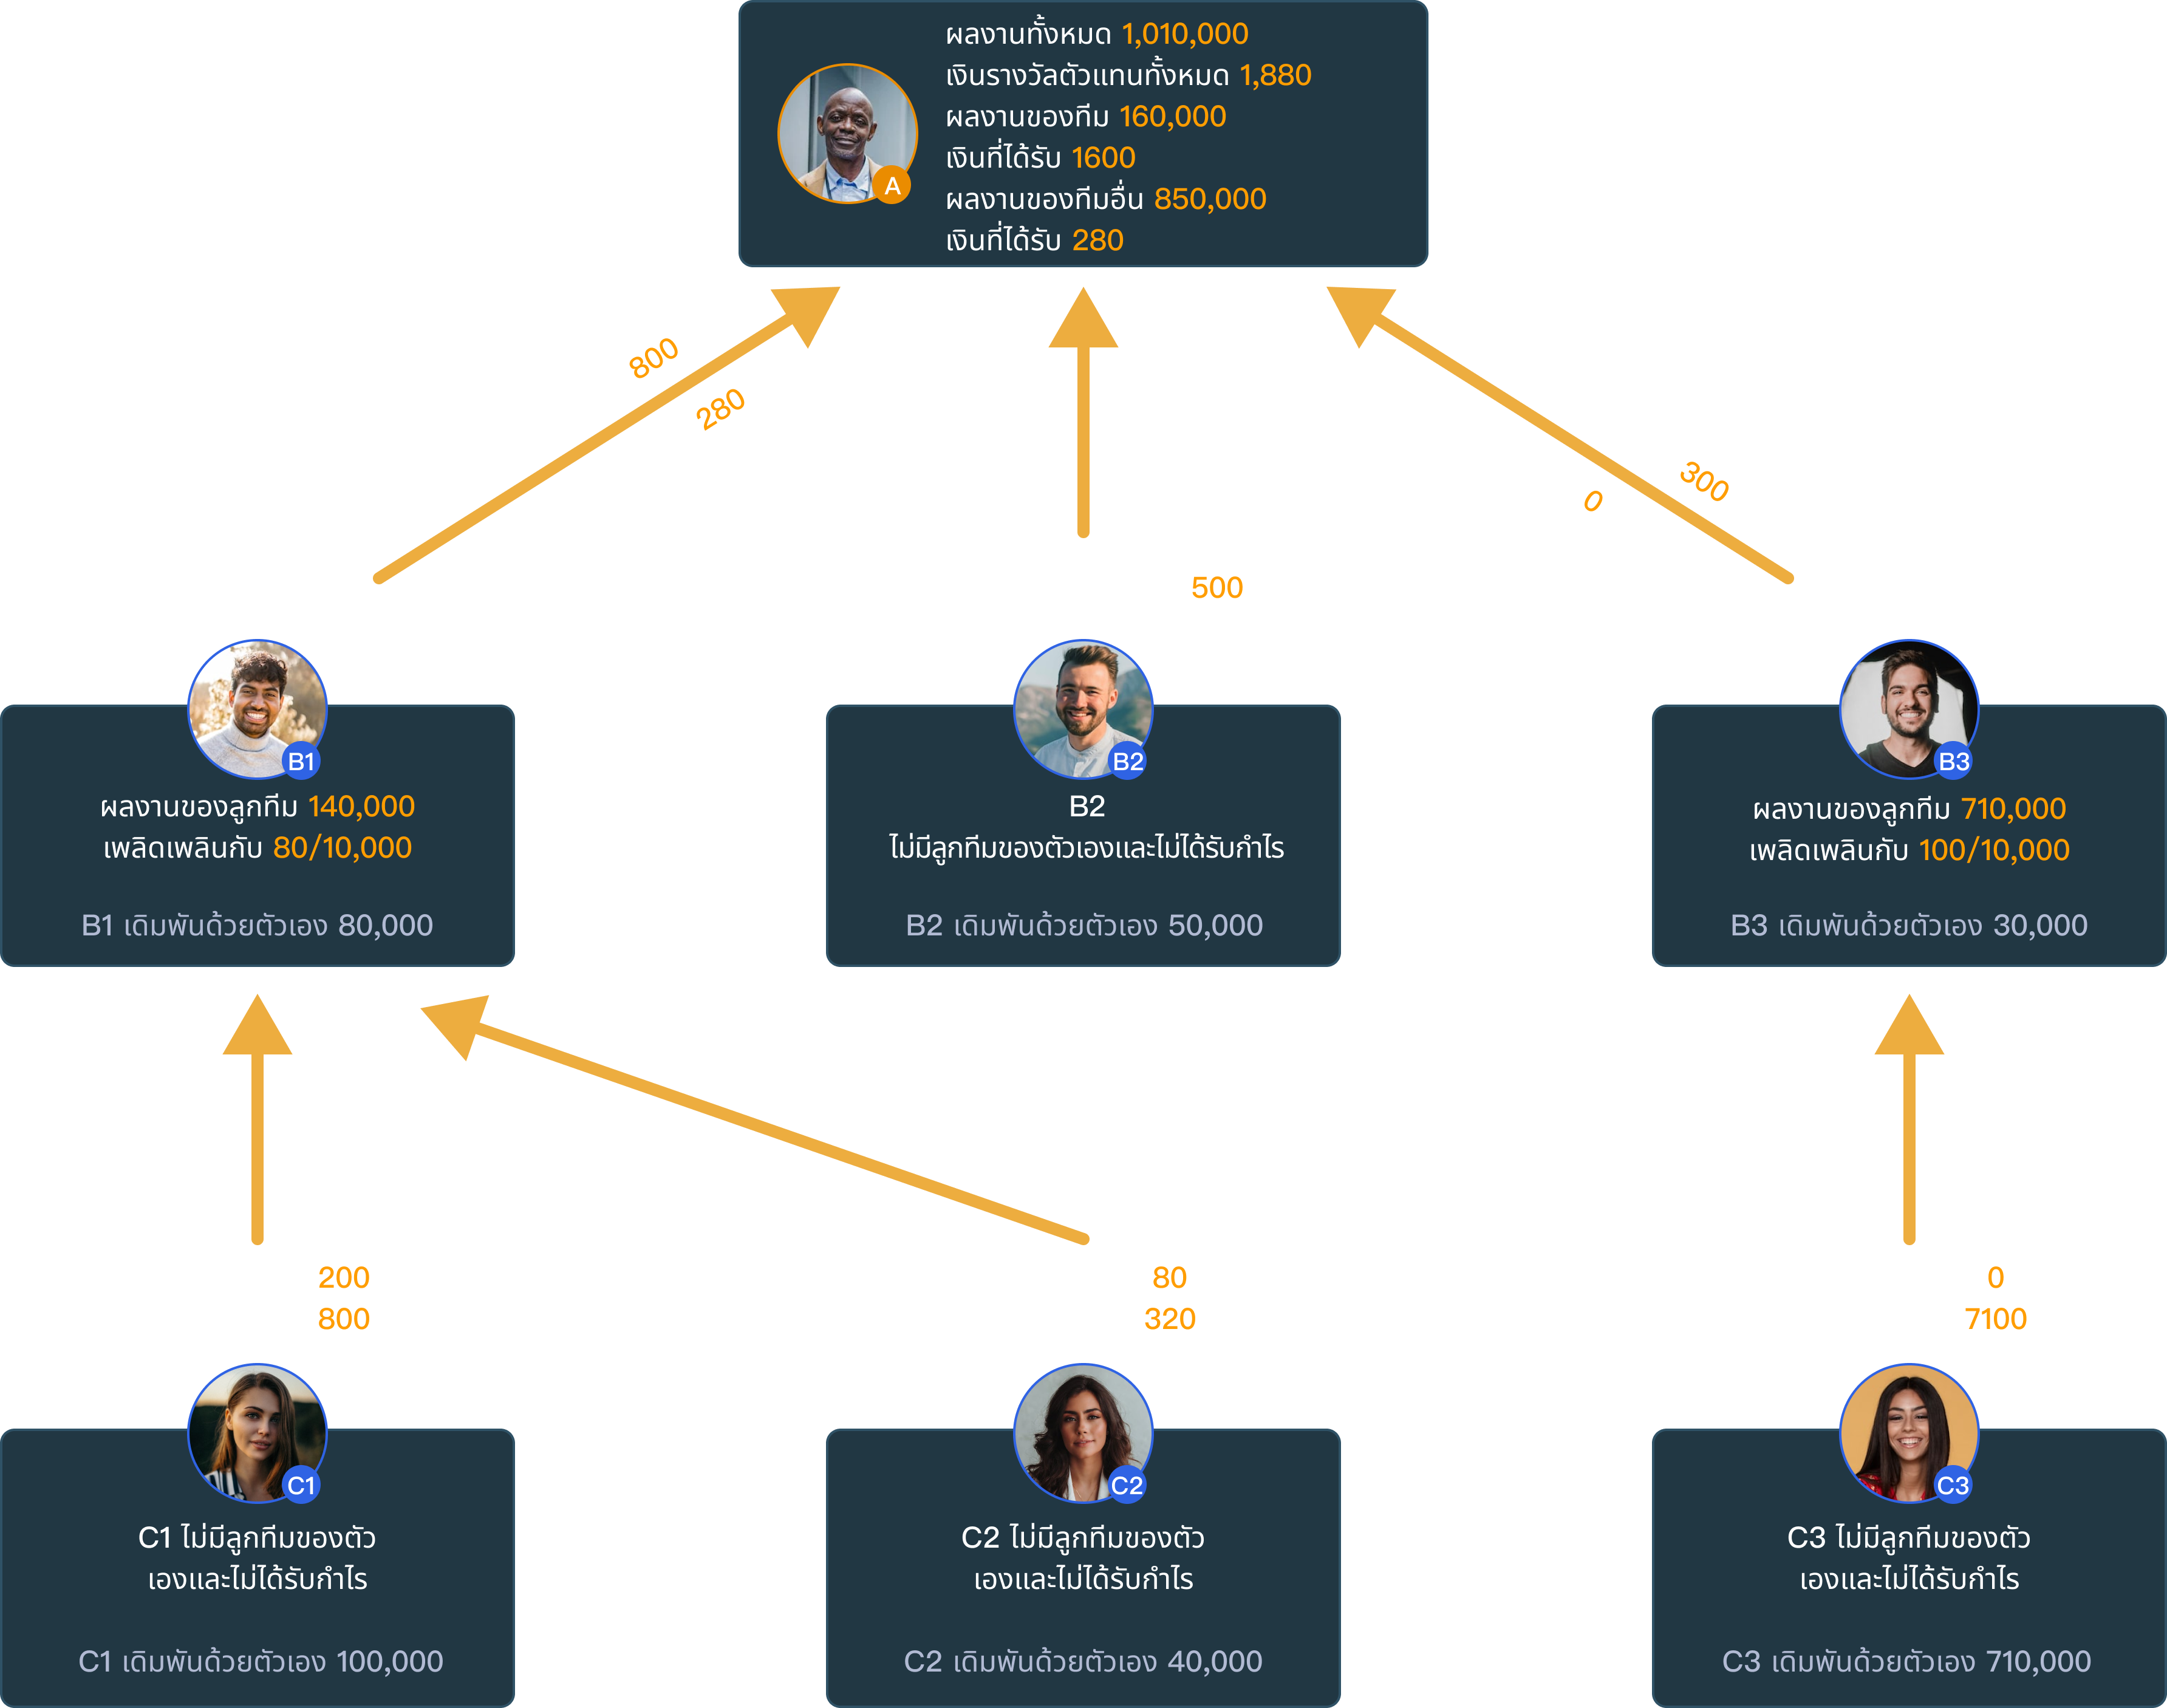 ผลงานทั้งหมด 1,010,000
เงินรางวัลตัวแทนทั้งหมด 1,880
ผลงานของทีม 160,000
เงินที่ได้รับ 1600
ผลงานของทีมอื่น 850,000
เงินที่ได้รับ 280
A
800
280
300
0
500
B1
ผลงานของลูกทีม 140,000
เพลิดเพลินกับ 80/10,000
B1 เดิมพันด้วยตัวเอง 80,000
B2
B2
ไม่มีลูกทีมของตัวเองและไม่ได้รับกำไร
B2 เดิมพันด้วยตัวเอง 50,000
B3
ผลงานของลูกทีม 710,000
เพลิดเพลินกับ 100/10,000
B3 เดิมพันด้วยตัวเอง 30,000
200
800
80
320
0
7100
C1
C1 ไม่มีลูกทีมของตัว
เองและไม่ได้รับกำไร
C1 เดิมพันด้วยตัวเอง 100,000
C2
C2 ไม่มีลูกทีมของตัว
เองและไม่ได้รับกำไร
C2 เดิมพันด้วยตัวเอง 40,000
C3
C3 ไม่มีลูกทีมของตัว
เองและไม่ได้รับกำไร
C3 เดิมพันด้วยตัวเอง 710,000